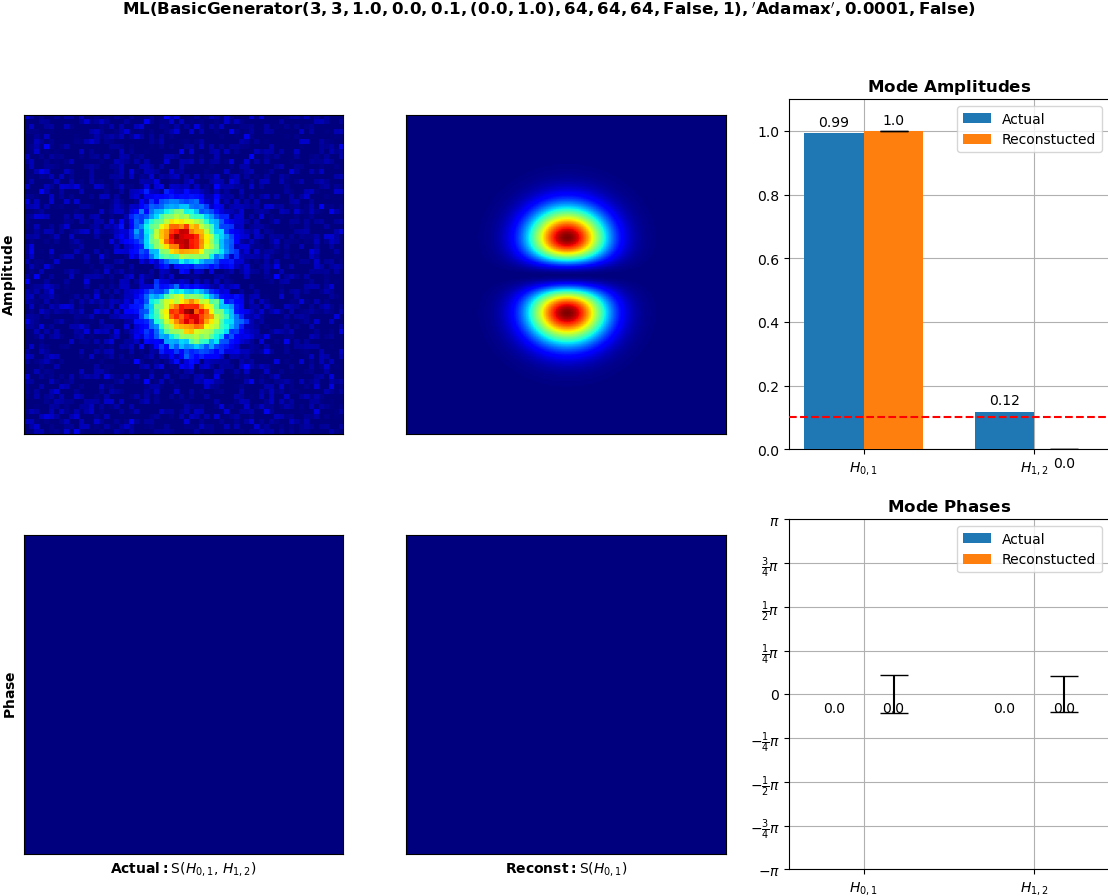 ML(BasicGenerator(3, 3, 1.0, 0.0, 0.1, (0.0, 1.0), 64, 64, 64, False, 1), ′Adamax′, 0.0001, False)
Mode Amplitudes
0.99
1.0
Actual
Reconstucted
1.0
0.8
0.6
0.4
0.2
0.0
0.12
0.0
H0,1
H1,2
Amplitude
Mode Phases
Actual
Reconstucted
π
3/4π
1/2π
1/4π
0
−1/4π
−1/2π
−3/4π
−π
0.0
0.0
0.0
0.0
H0,1
H1,2
Phase
Actual: S(H0,1, H1,2)
Reconst: S(H0,1)